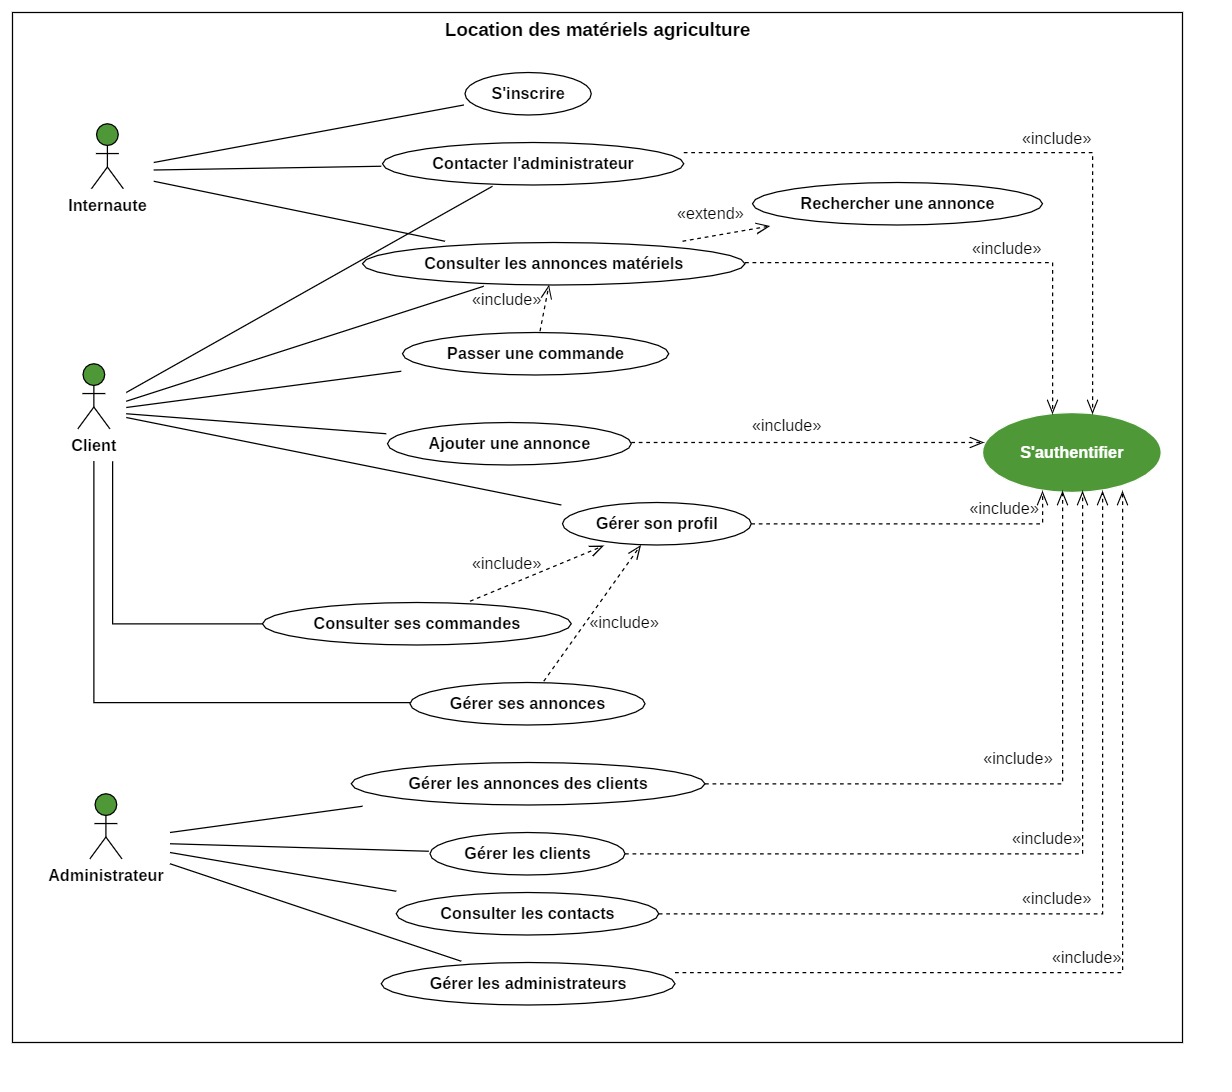 Location des matériels agriculture
S'inscrire
Internaute
Contacter l'administrateur
«include»
Rechercher une annonce
«extend»
Consulter les annonces matériels
«include»
«include»
Passer une commande
Client
Ajouter une annonce
«include»
S'authentifier
Gérer son profil
«include»
«include»
Consulter ses commandes
«include»
Gérer ses annonces
Gérer les annonces des clients
«include»
Administrateur
Gérer les clients
«include»
Consulter les contacts
«include»
Gérer les administrateurs
«include»